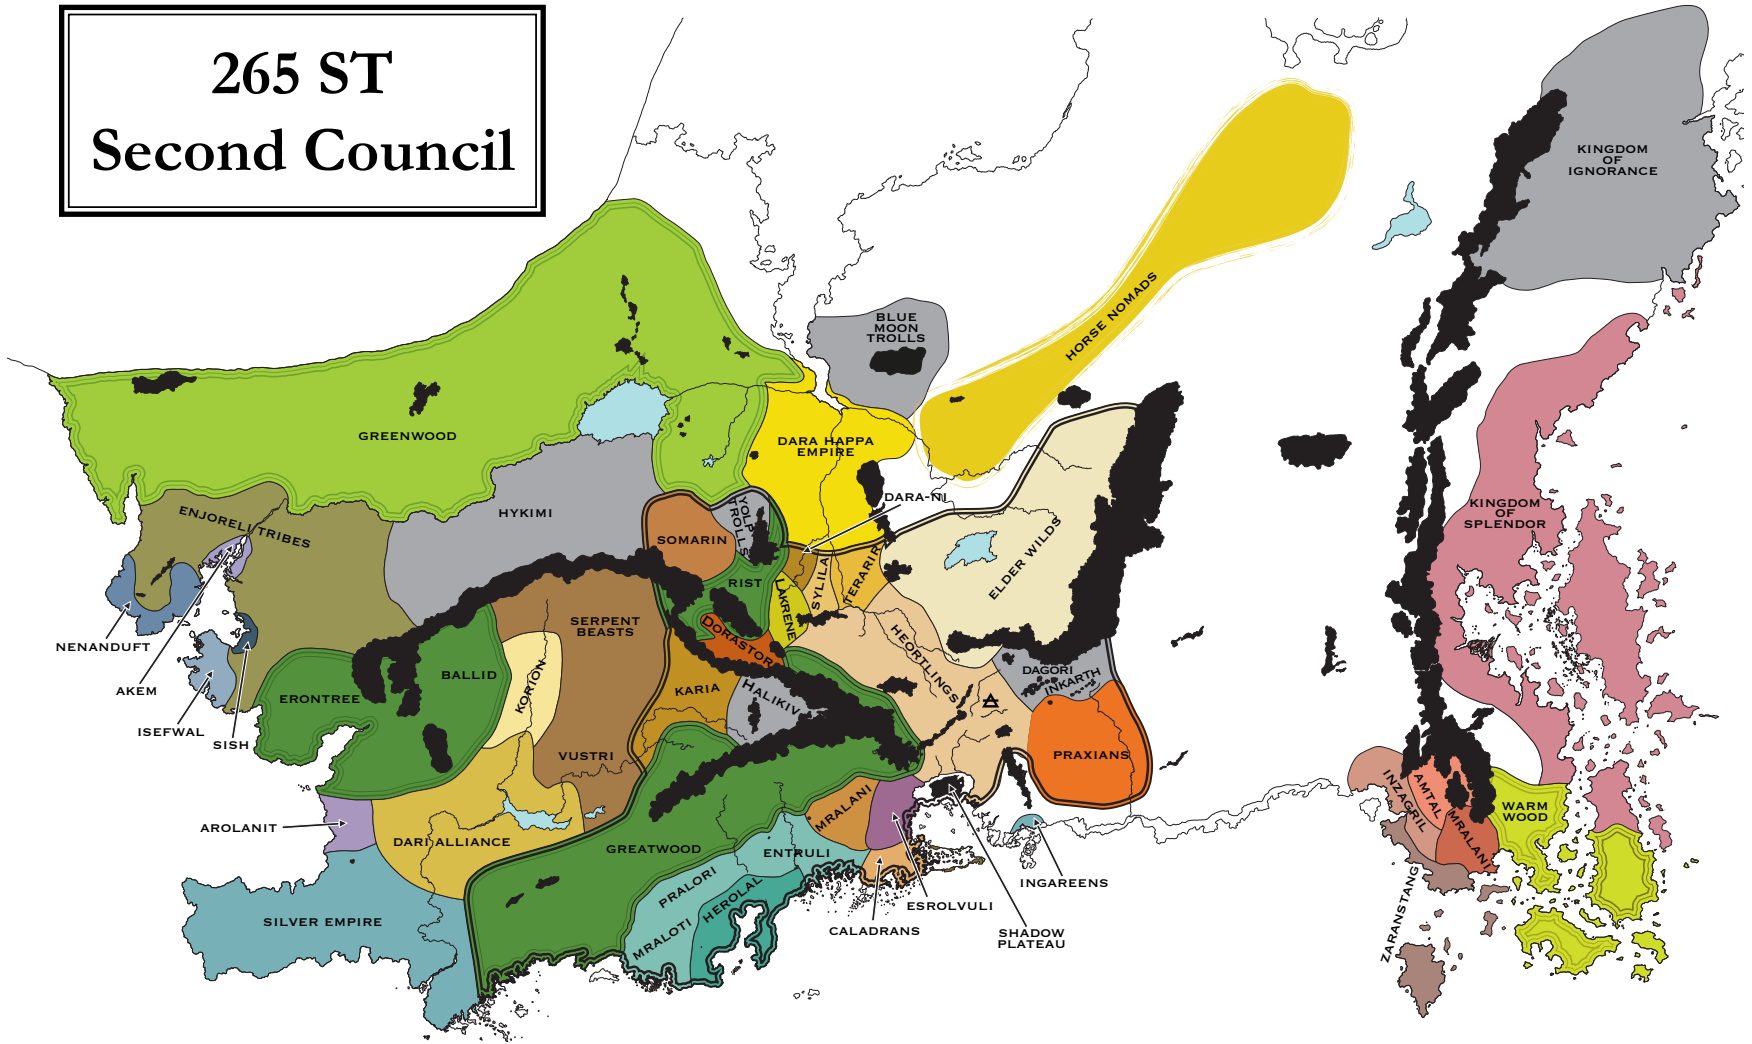 265 ST
Second Council
KINGDOM
OF
IGNORANCE
BLUE
MOON
TROLLS
HORSE NOMADS
GREENWOOD
DARA HAPPA
EMPIRE
DARA-NI
HYKIMI
ENJORELI TRIBES
YOLP
TROLLS
SOMARIN
RIST
LAKRENE
SYLILA
TERARIR
ELDER WILDS
KINGDOM
OF
SPLENDOR
NENANDUFT
AKEM
ISEFWAL
SISH
SERPENT
BEASTS
DORASTOR
HEORTLINGS
DAGORI
INKARTH
ERONTREE
BALLID
KORION
KARIA
HALIKIV
VUSTRI
PRAXIANS
AROLANIT
DARI ALLIANCE
GREATWOOD
MRALANI
ENTRULI
PRALORI
HEROLAL
MRALOTI
SILVER EMPIRE
CALADRANS
ESROLVULI
SHADOW
PLATEAU
INGAREENS
INZAGRIL
AMTAL
MRALANI
WARM
WOOD
ZARANSTANG